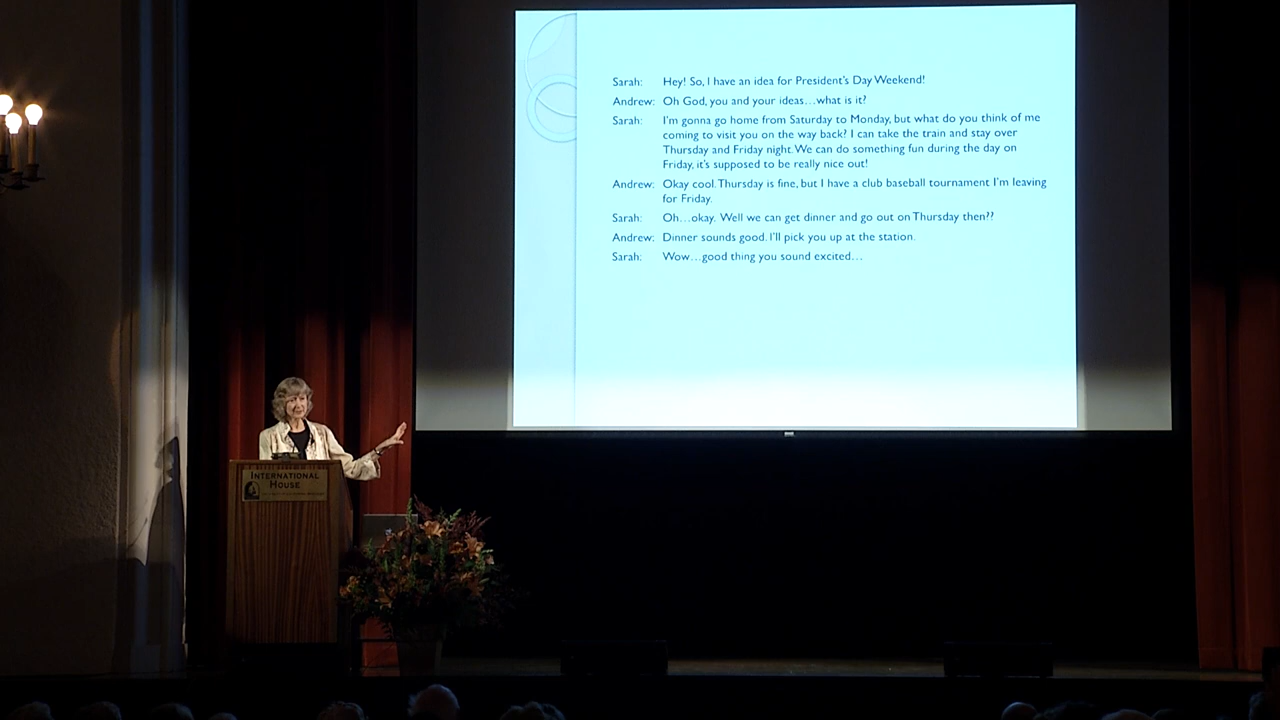 Sarah: Hey! So, I have an idea for President's Day Weekend!
Andrew: Oh God, you and your ideas...what is it?
Sarah: I'm gonna go home from Saturday to Monday, but what do you think of me
coming to visit you on the way back? I can take the train and stay over
Thursday and Friday night. We can do something fun during the day on
Friday, it's supposed to be really nice out!
Andrew: Okay cool. Thursday is fine, but I have a club baseball tournament I'm leaving
for Friday.
Sarah: Oh...okay. Well we can get dinner and go out on Thursday then??
Andrew: Dinner sounds good. I'll pick you up at the station.
Sarah: Wow...good thing you sound excited...
INTERNATIONAL
HOUSE